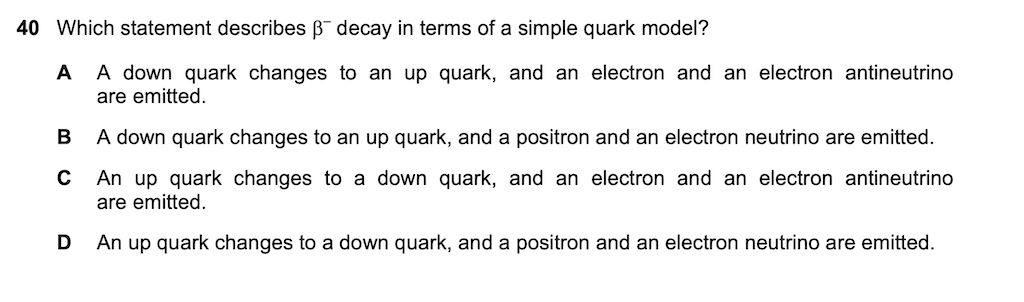 40 Which statement describes β⁻ decay in terms of a simple quark model?
A A down quark changes to an up quark, and an electron and an electron antineutrino
are emitted.
B A down quark changes to an up quark, and a positron and an electron neutrino are emitted.
C An up quark changes to a down quark, and an electron and an electron antineutrino
are emitted.
D An up quark changes to a down quark, and a positron and an electron neutrino are emitted.